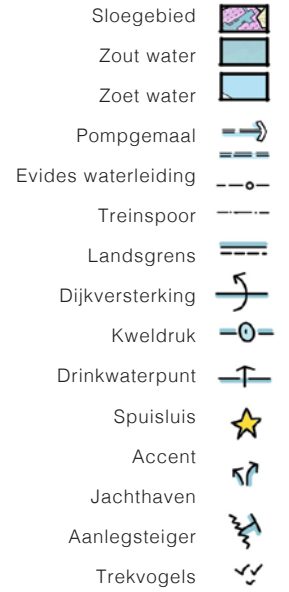 Sloegebied
Zout water
Zoet water
Pompgemaal
Evides waterleiding
Treinspoor
Landsgrens
Dijkversterking
Kweldruk
Drinkwaterpunt
Spuisluis
Accent
Jachthaven
Aanlegsteiger
Trekvogels